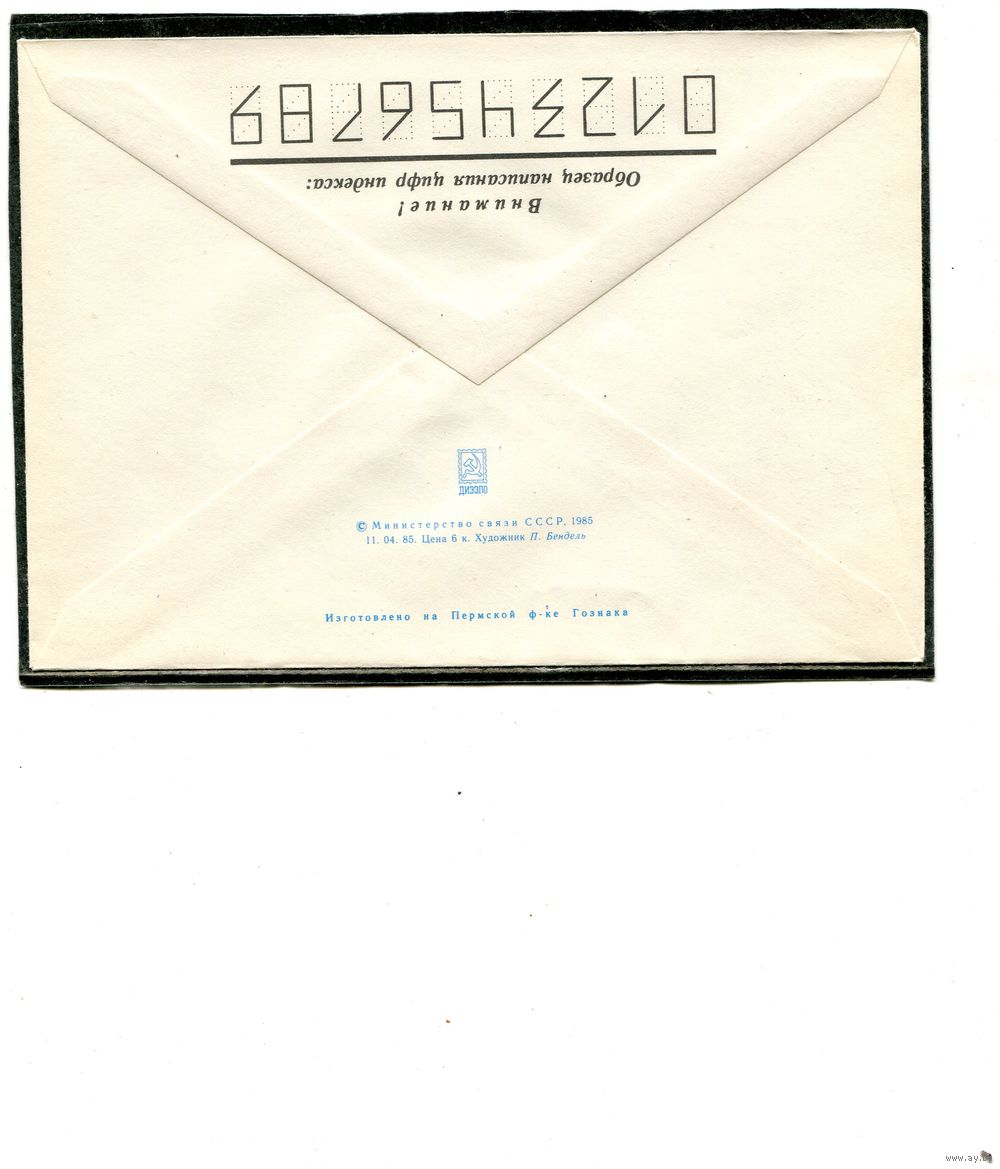 Внимание!
Образец написания цифр индекса:
0123456789
ДИЭЗПО
© Министерство связи СССР, 1985
11. 04. 85. Цена 6 к. Художник П. Бендель
Изготовлено на Пермской ф-ке Гознака